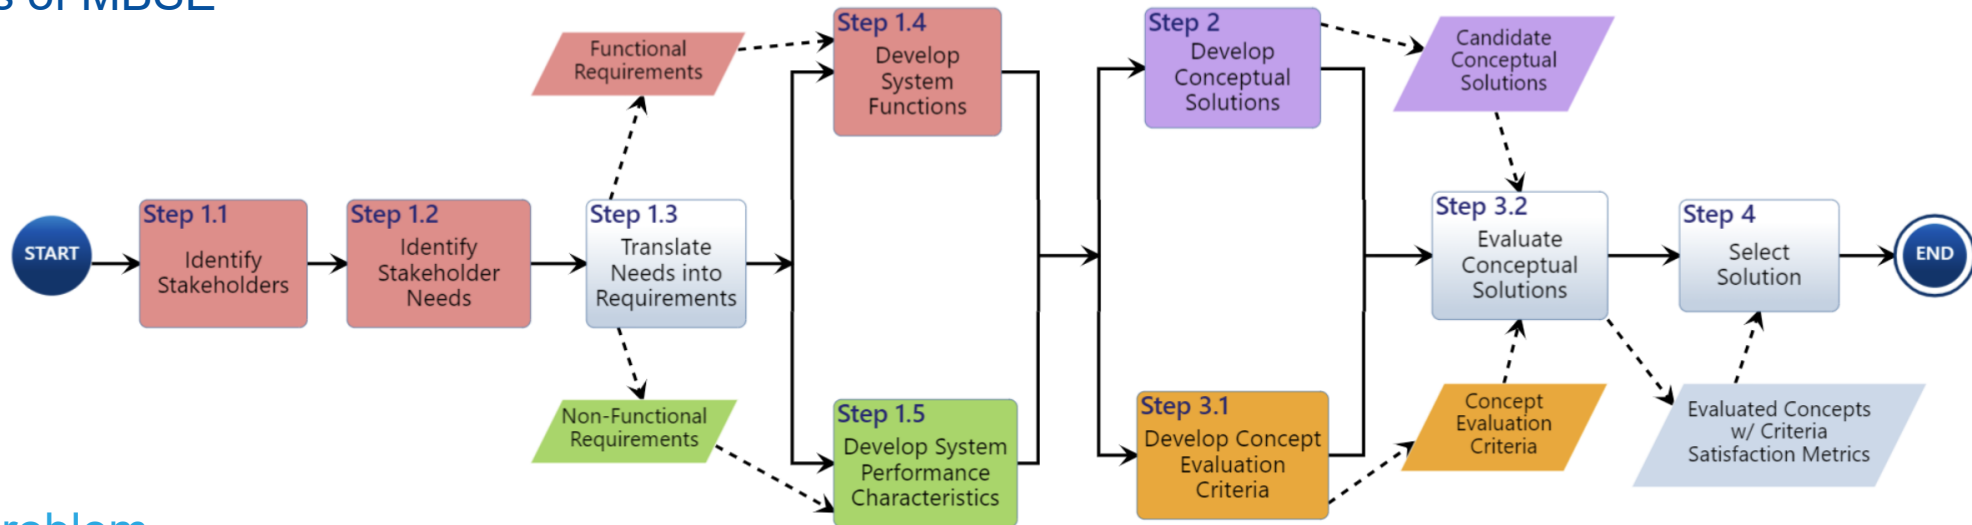 s of MBSE
START
Step 1.1
Identify
Stakeholders
Step 1.2
Identify
Stakeholder
Needs
Functional
Requirements
Step 1.3
Translate
Needs into
Requirements
Non-Functional
Requirements
Step 1.4
Develop
System
Functions
Step 1.5
Develop System
Performance
Characteristics
Step 2
Develop
Conceptual
Solutions
Step 3.1
Develop Concept
Evaluation
Criteria
Candidate
Conceptual
Solutions
Step 3.2
Evaluate
Conceptual
Solutions
Concept
Evaluation
Criteria
Step 4
Select
Solution
Evaluated Concepts
w/ Criteria
Satisfaction Metrics
END
roblem